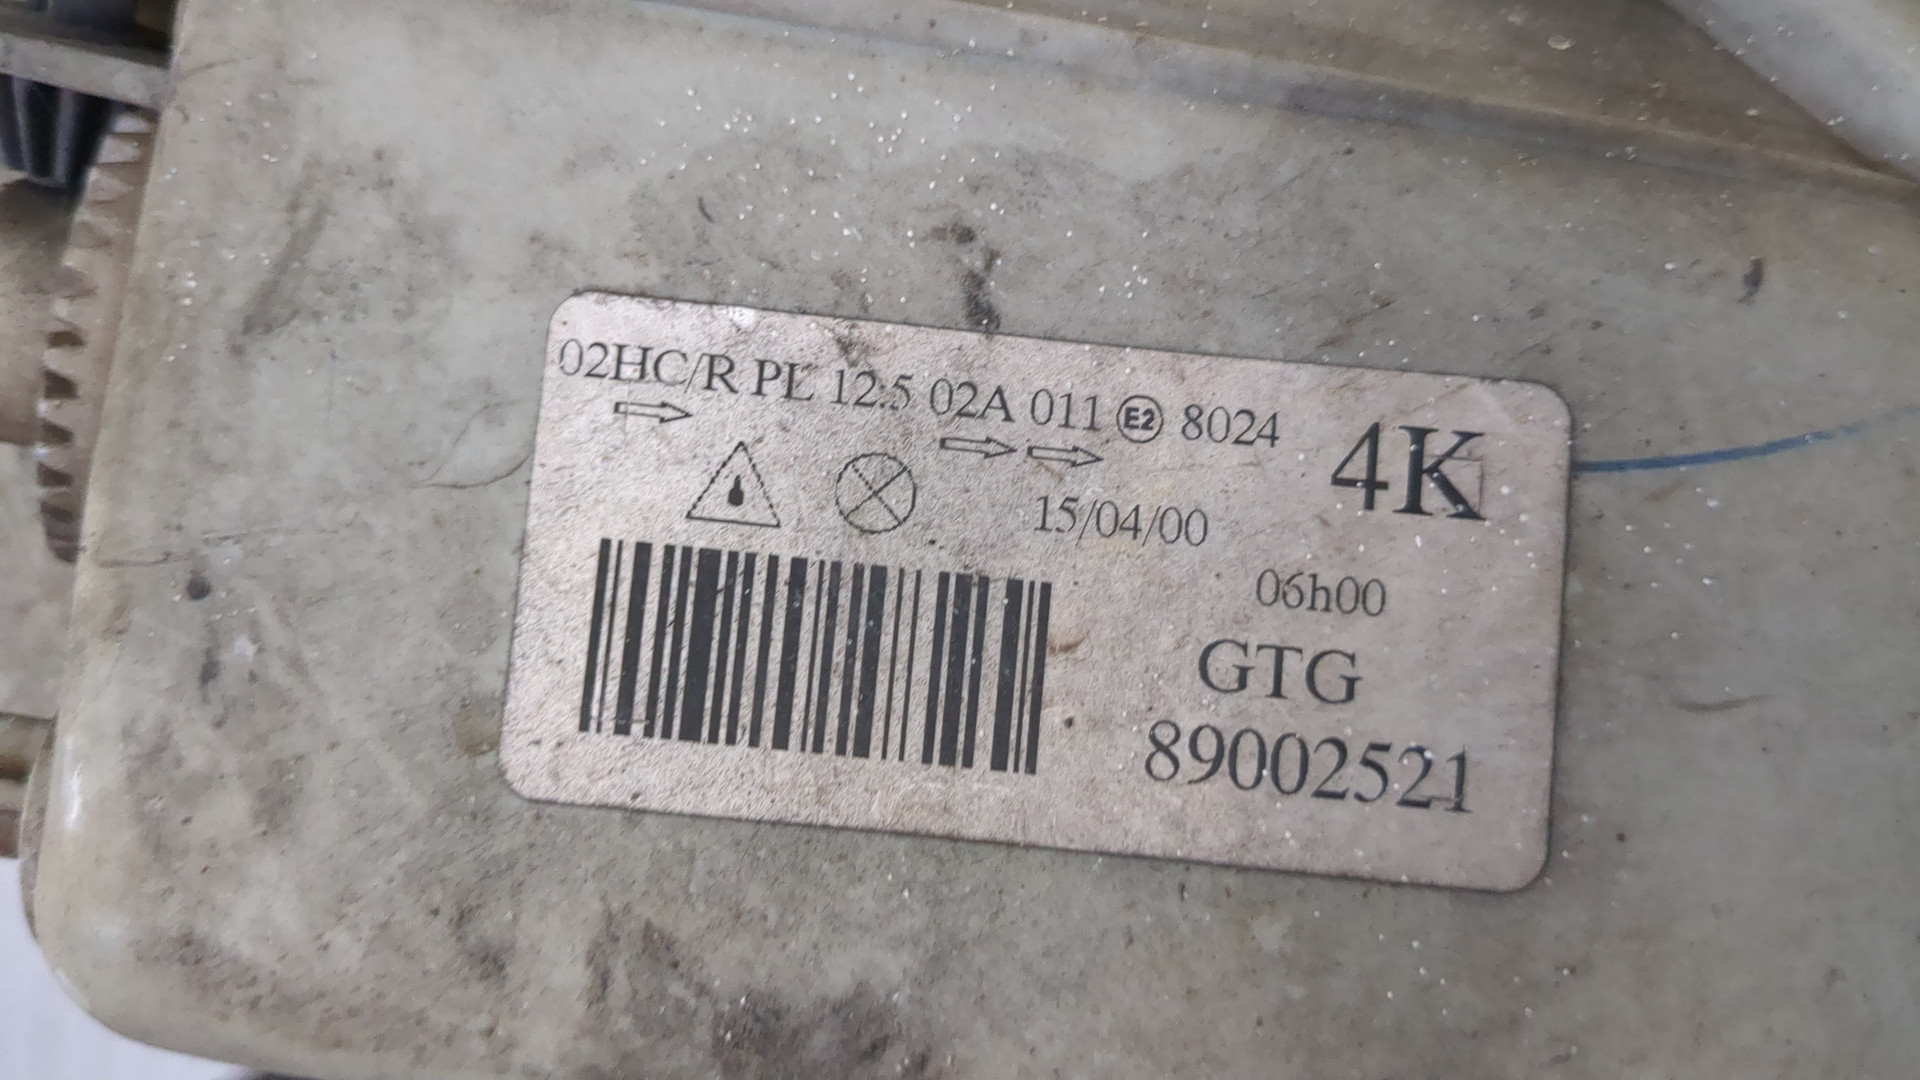 02HC/R PL 12.5 02A 011 E2 8024
4K
15/04/00
06h00
GTG
89002521